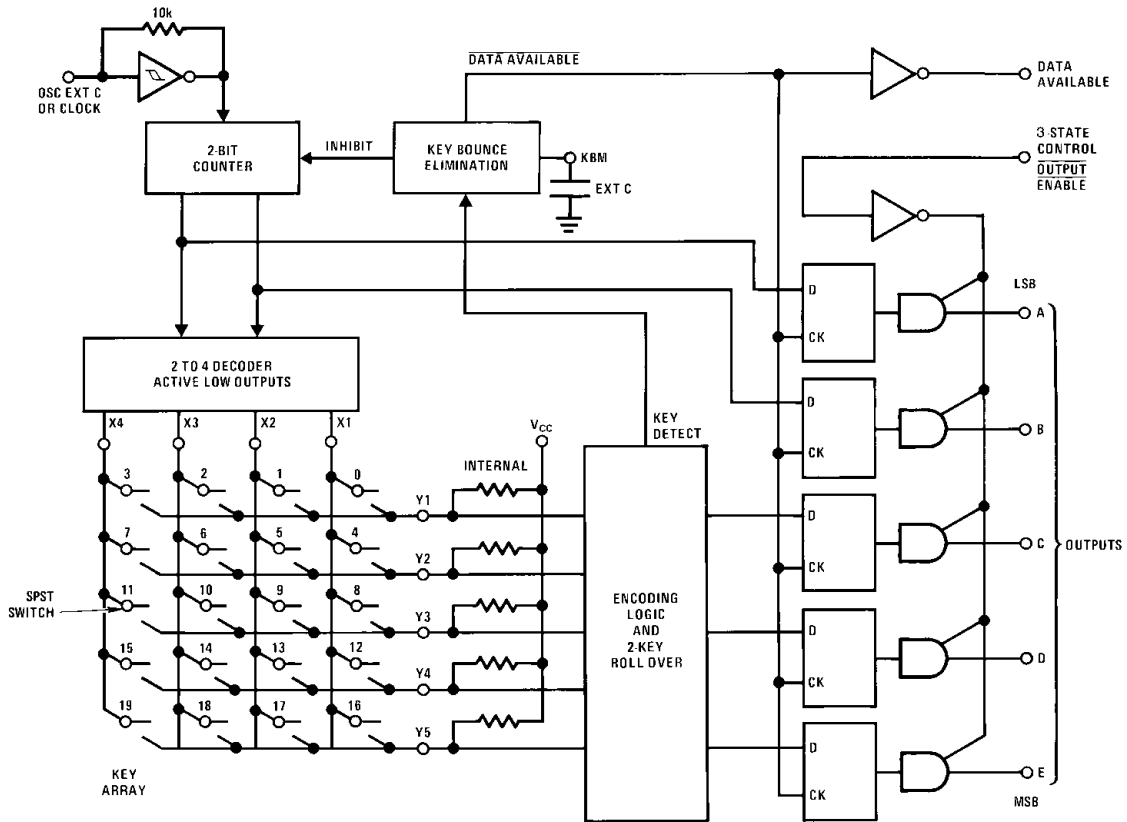 10k
OSC EXT C
OR CLOCK
DATA AVAILABLE
DATA
AVAILABLE
2-BIT
COUNTER
INHIBIT
KEY BOUNCE
ELIMINATION
KBM
EXT C
3-STATE
CONTROL
OUTPUT
ENABLE
2 TO 4 DECODER
ACTIVE LOW OUTPUTS
X4
X3
X2
X1
VCC
INTERNAL
KEY
DETECT
3
2
1
0
Y1
7
6
5
4
Y2
SPST
SWITCH
11
10
9
8
Y3
15
14
13
12
Y4
19
18
17
16
Y5
KEY
ARRAY
ENCODING
LOGIC
AND
2-KEY
ROLL OVER
D
CK
LSB
A
D
CK
B
D
CK
C
OUTPUTS
D
CK
D
D
CK
E
MSB